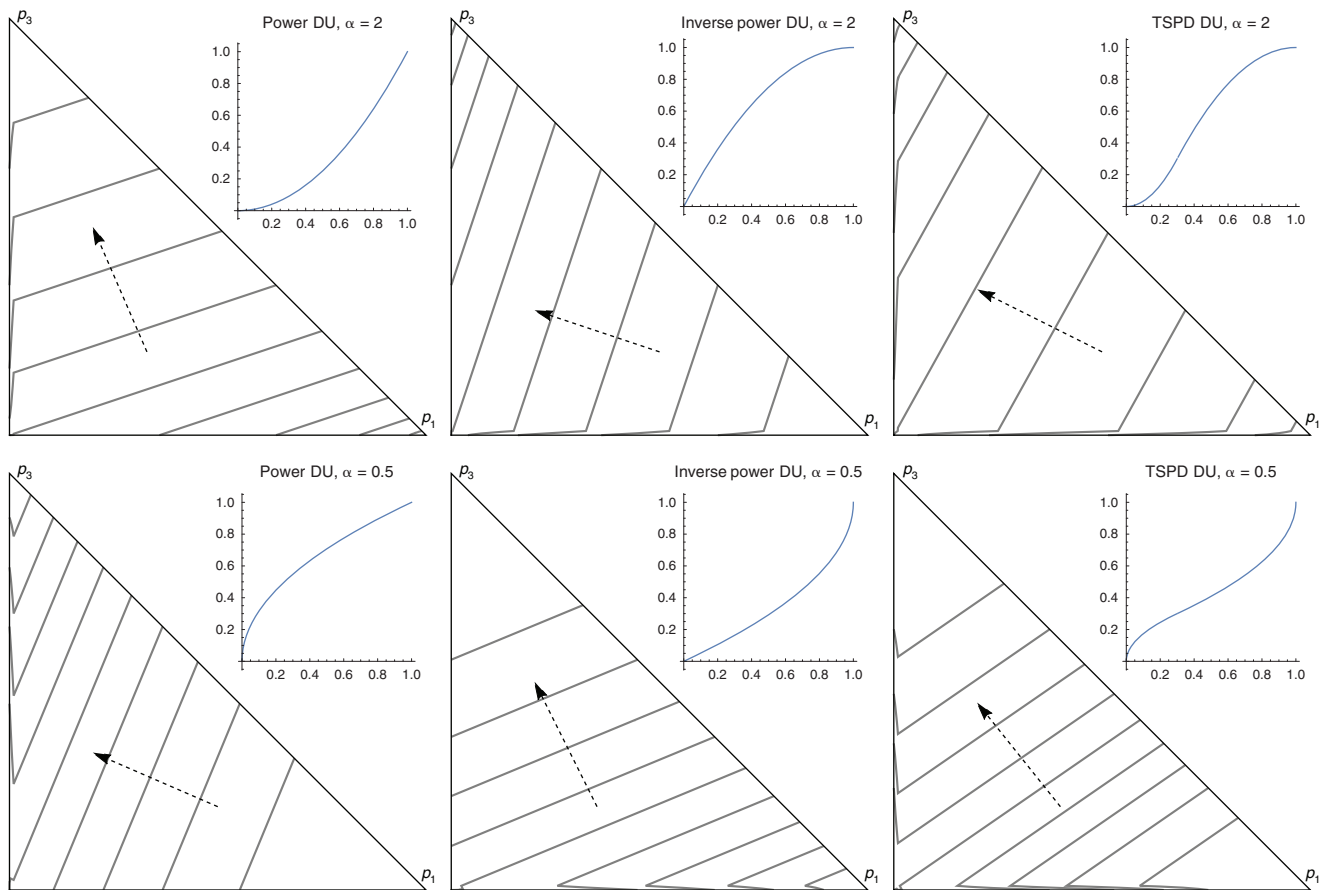 p3
Power DU, α = 2
1.0
0.8
0.6
0.4
0.2
0.2 0.4 0.6 0.8 1.0
p1
p3
Inverse power DU, α = 2
1.0
0.8
0.6
0.4
0.2
0.2 0.4 0.6 0.8 1.0
p1
p3
TSPD DU, α = 2
1.0
0.8
0.6
0.4
0.2
0.2 0.4 0.6 0.8 1.0
p1
p3
Power DU, α = 0.5
1.0
0.8
0.6
0.4
0.2
0.2 0.4 0.6 0.8 1.0
p1
p3
Inverse power DU, α = 0.5
1.0
0.8
0.6
0.4
0.2
0.2 0.4 0.6 0.8 1.0
p1
p3
TSPD DU, α = 0.5
1.0
0.8
0.6
0.4
0.2
0.2 0.4 0.6 0.8 1.0
p1